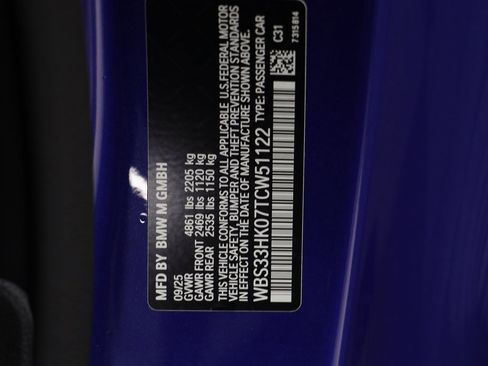 MFD BY BMW M GMBH
09/25
GVWR 4861 lbs 2205 kg
GAWR FRONT 2469 lbs 1120 kg
GAWR REAR 2535 lbs 1150 kg
THIS VEHICLE CONFORMS TO ALL APPLICABLE U.S. FEDERAL MOTOR
VEHICLE SAFETY, BUMPER AND THEFT PREVENTION STANDARDS
IN EFFECT ON THE DATE OF MANUFACTURE SHOWN ABOVE.
WBS33HK07TCW51122 TYPE: PASSENGER CAR
C31
7315814